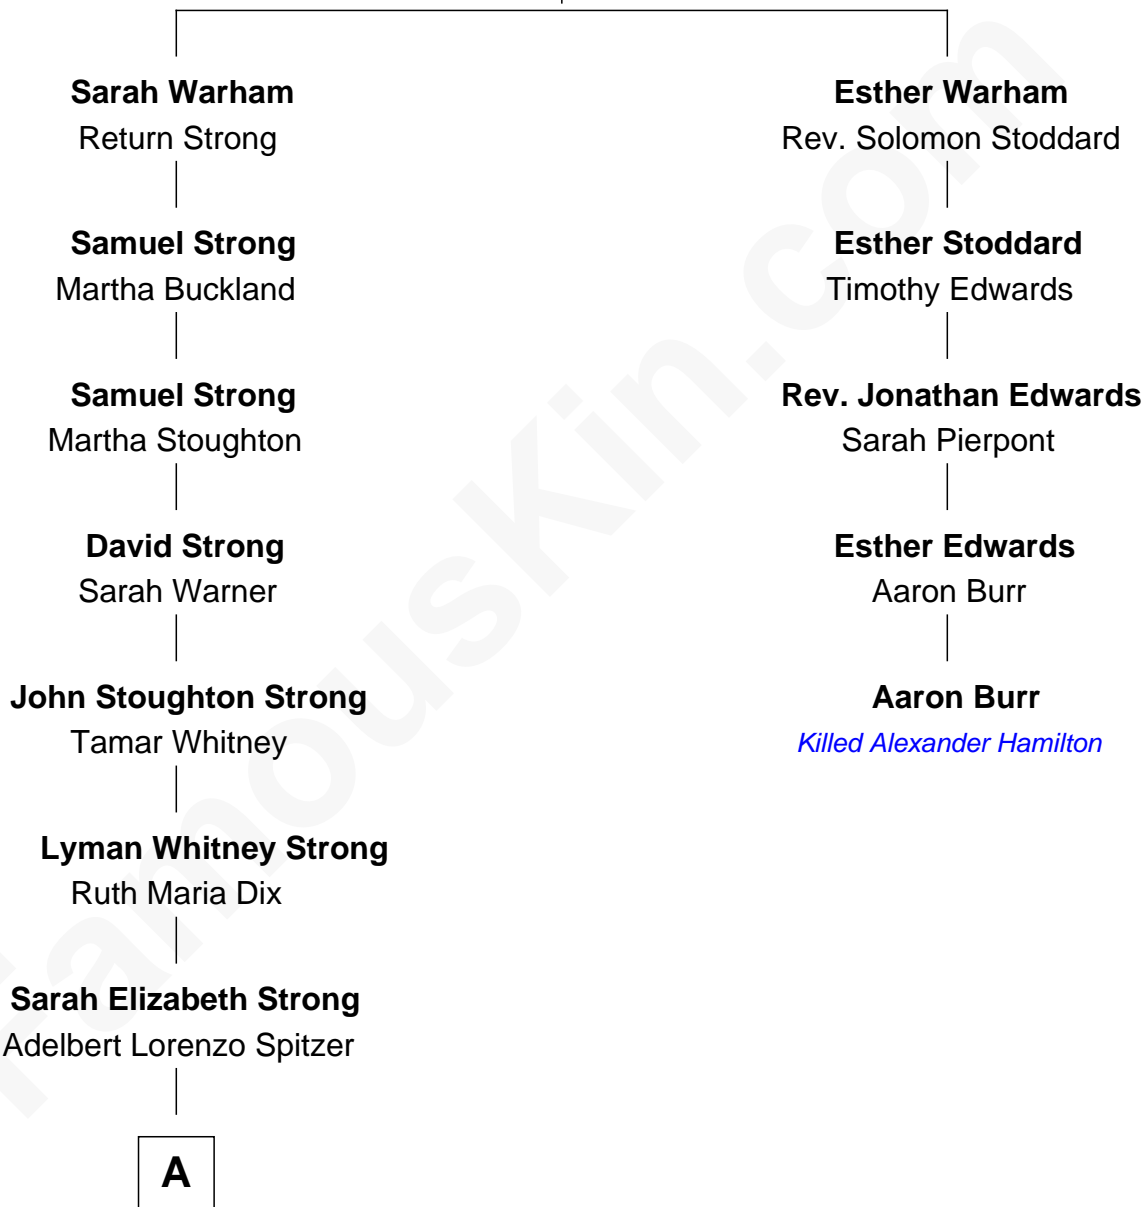 Sarah Warham
Return Strong
Samuel Strong
Martha Buckland
Samuel Strong
Martha Stoughton
David Strong
Sarah Warner
John Stoughton Strong
Tamar Whitney
Lyman Whitney Strong
Ruth Maria Dix
Sarah Elizabeth Strong
Adelbert Lorenzo Spitzer
A
Esther Warham
Rev. Solomon Stoddard
Esther Stoddard
Timothy Edwards
Rev. Jonathan Edwards
Sarah Pierpont
Esther Edwards
Aaron Burr
Aaron Burr
Killed Alexander Hamilton
FamousKin.com